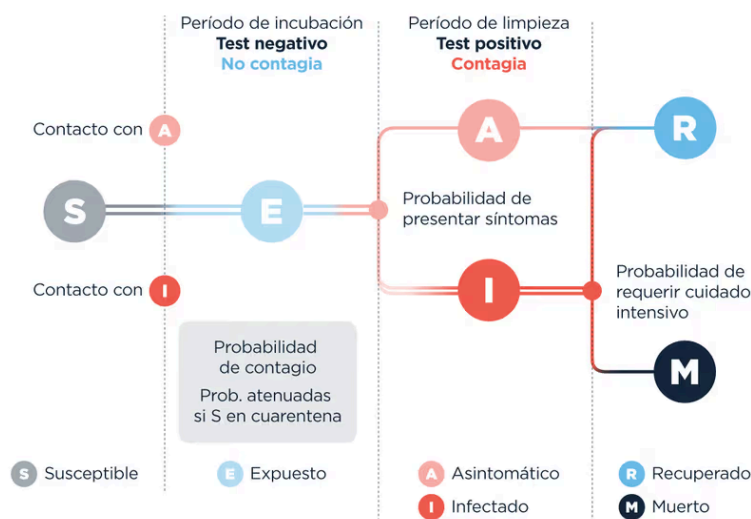 Período de incubación
Test negativo
No contagia
Período de limpieza
Test positivo
Contagia
Contacto con A
A
R
S
E
Probabilidad de
presentar síntomas
Contacto con I
I
Probabilidad de
requerir cuidado
intensivo
M
Probabilidad
de contagio
Prob. atenuadas
si S en cuarentena
S Susceptible
E Expuesto
A Asintomático
R Recuperado
I Infectado
M Muerto